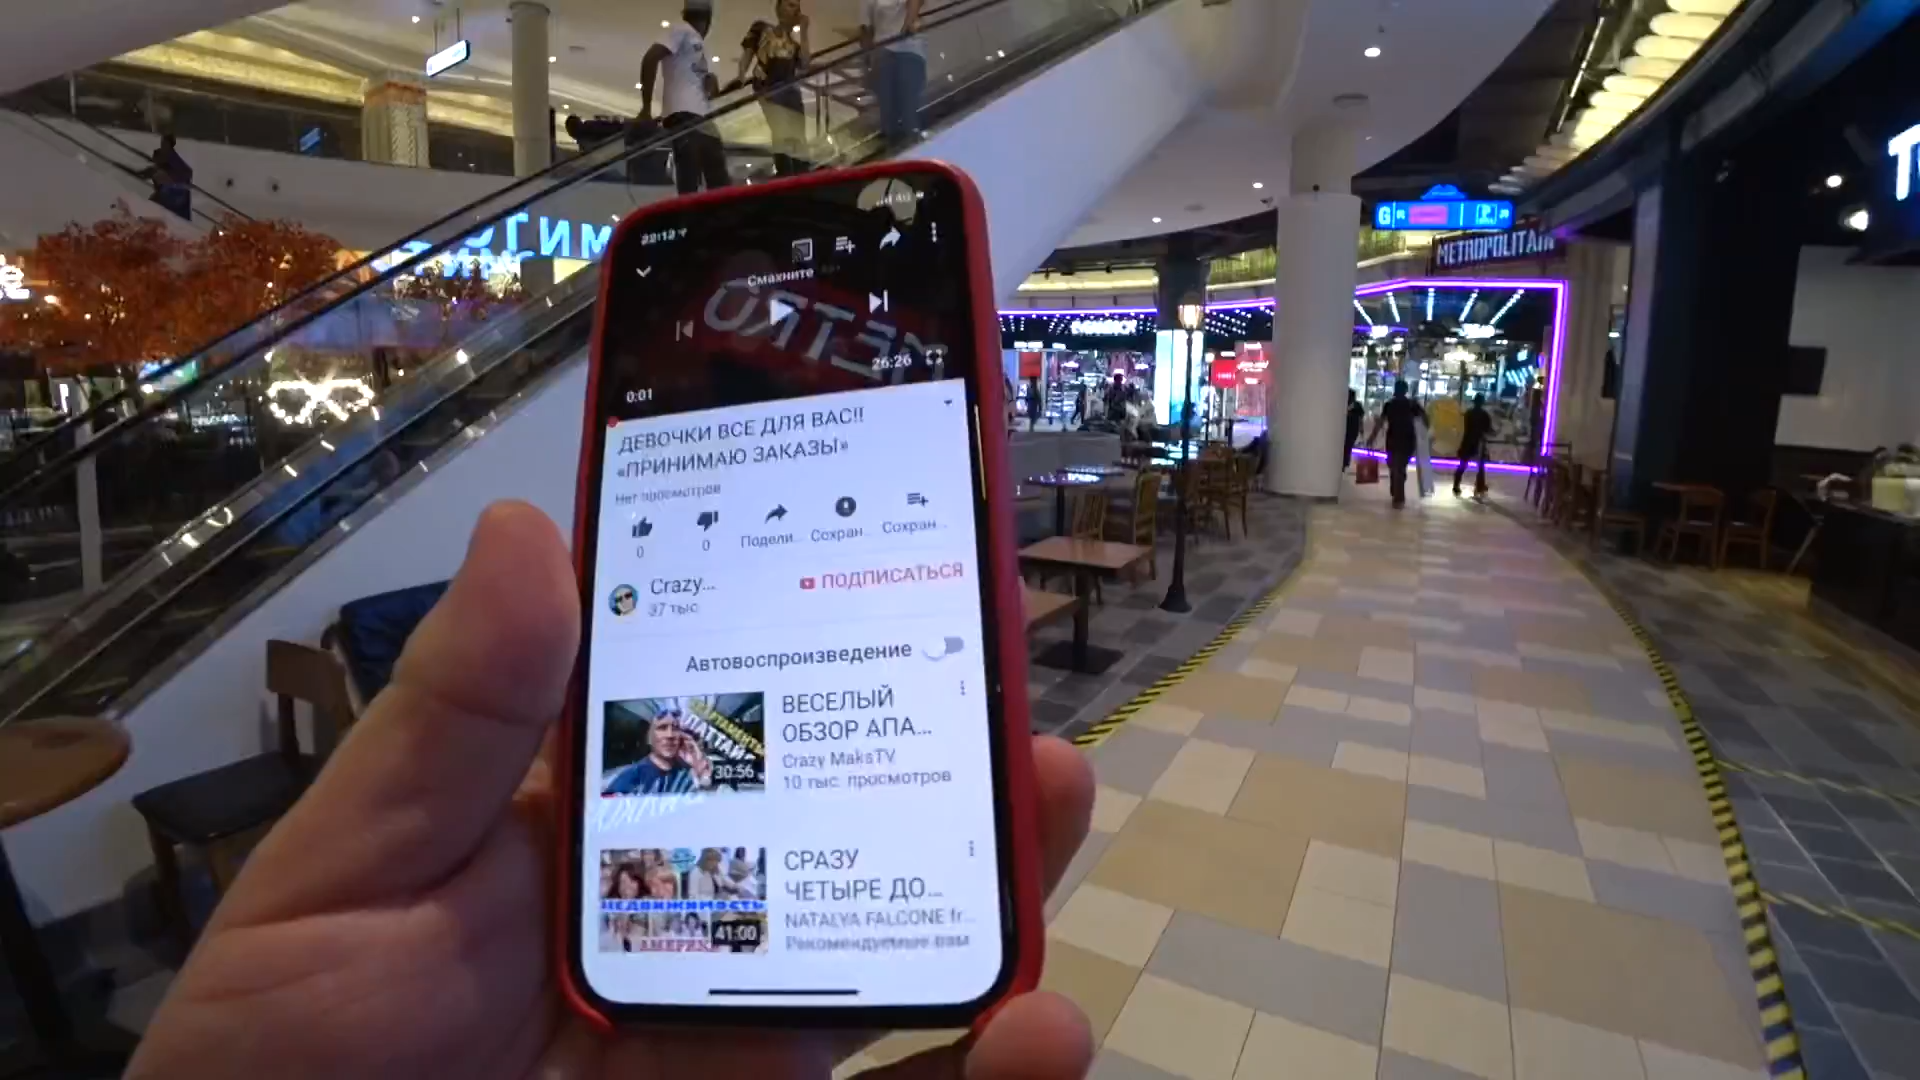 22:12
Смахните
0:01
26:26
ДЕВОЧКИ ВСЕ ДЛЯ ВАС!!
«ПРИНИМАЮ ЗАКАЗЫ»
Нет просмотров
0
0
Подели...
Сохран...
Сохран...
Crazy...
37 тыс.
ПОДПИСАТЬСЯ
Автовоспроизведение
ВЕСЕЛЫЙ
ОБЗОР АПА...
Crazy MaksTV
10 тыс. просмотров
30:56
СРАЗУ
ЧЕТЫРЕ ДО...
NATALYA FALCONE fr...
Рекомендуемые вам
НЕДВИЖИМОСТЬ
41:00
G
METROPOLITAN